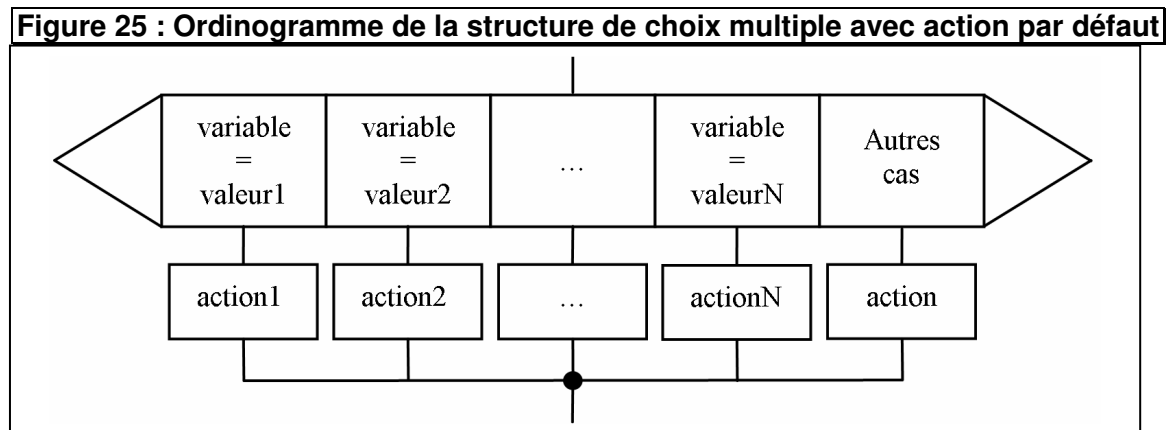 Figure 25 : Ordinogramme de la structure de choix multiple avec action par défaut
variable
=
valeur1
variable
=
valeur2
...
variable
=
valeurN
Autres
cas
action1
action2
...
actionN
action